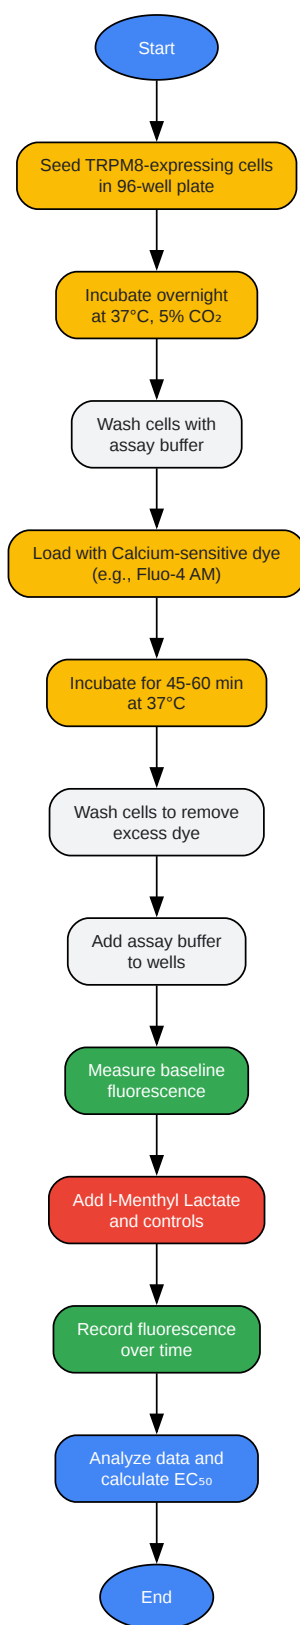 Start
Seed TRPM8-expressing cells
in 96-well plate
Incubate overnight
at 37°C, 5% CO₂
Wash cells with
assay buffer
Load with Calcium-sensitive dye
(e.g., Fluo-4 AM)
Incubate for 45-60 min
at 37°C
Wash cells to remove
excess dye
Add assay buffer
to wells
Measure baseline
fluorescence
Add l-Menthyl Lactate
and controls
Record fluorescence
over time
Analyze data and
calculate EC₅₀
End